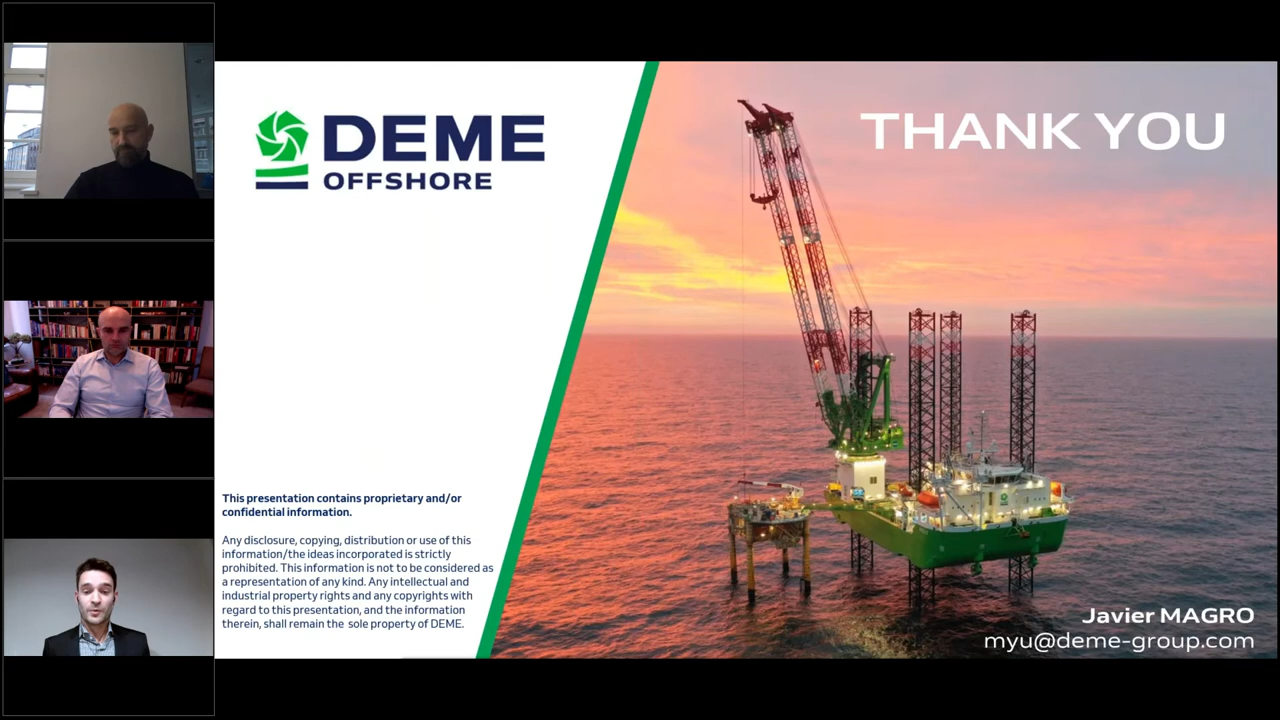 DEME
OFFSHORE
THANK YOU
This presentation contains proprietary and/or
confidential information.
Any disclosure, copying, distribution or use of this
information/the ideas incorporated is strictly
prohibited. This information is not to be considered as
a representation of any kind. Any intellectual and
industrial property rights and any copyrights with
regard to this presentation, and the information
therein, shall remain the sole property of DEME.
Javier MAGRO
myu@deme-group.com